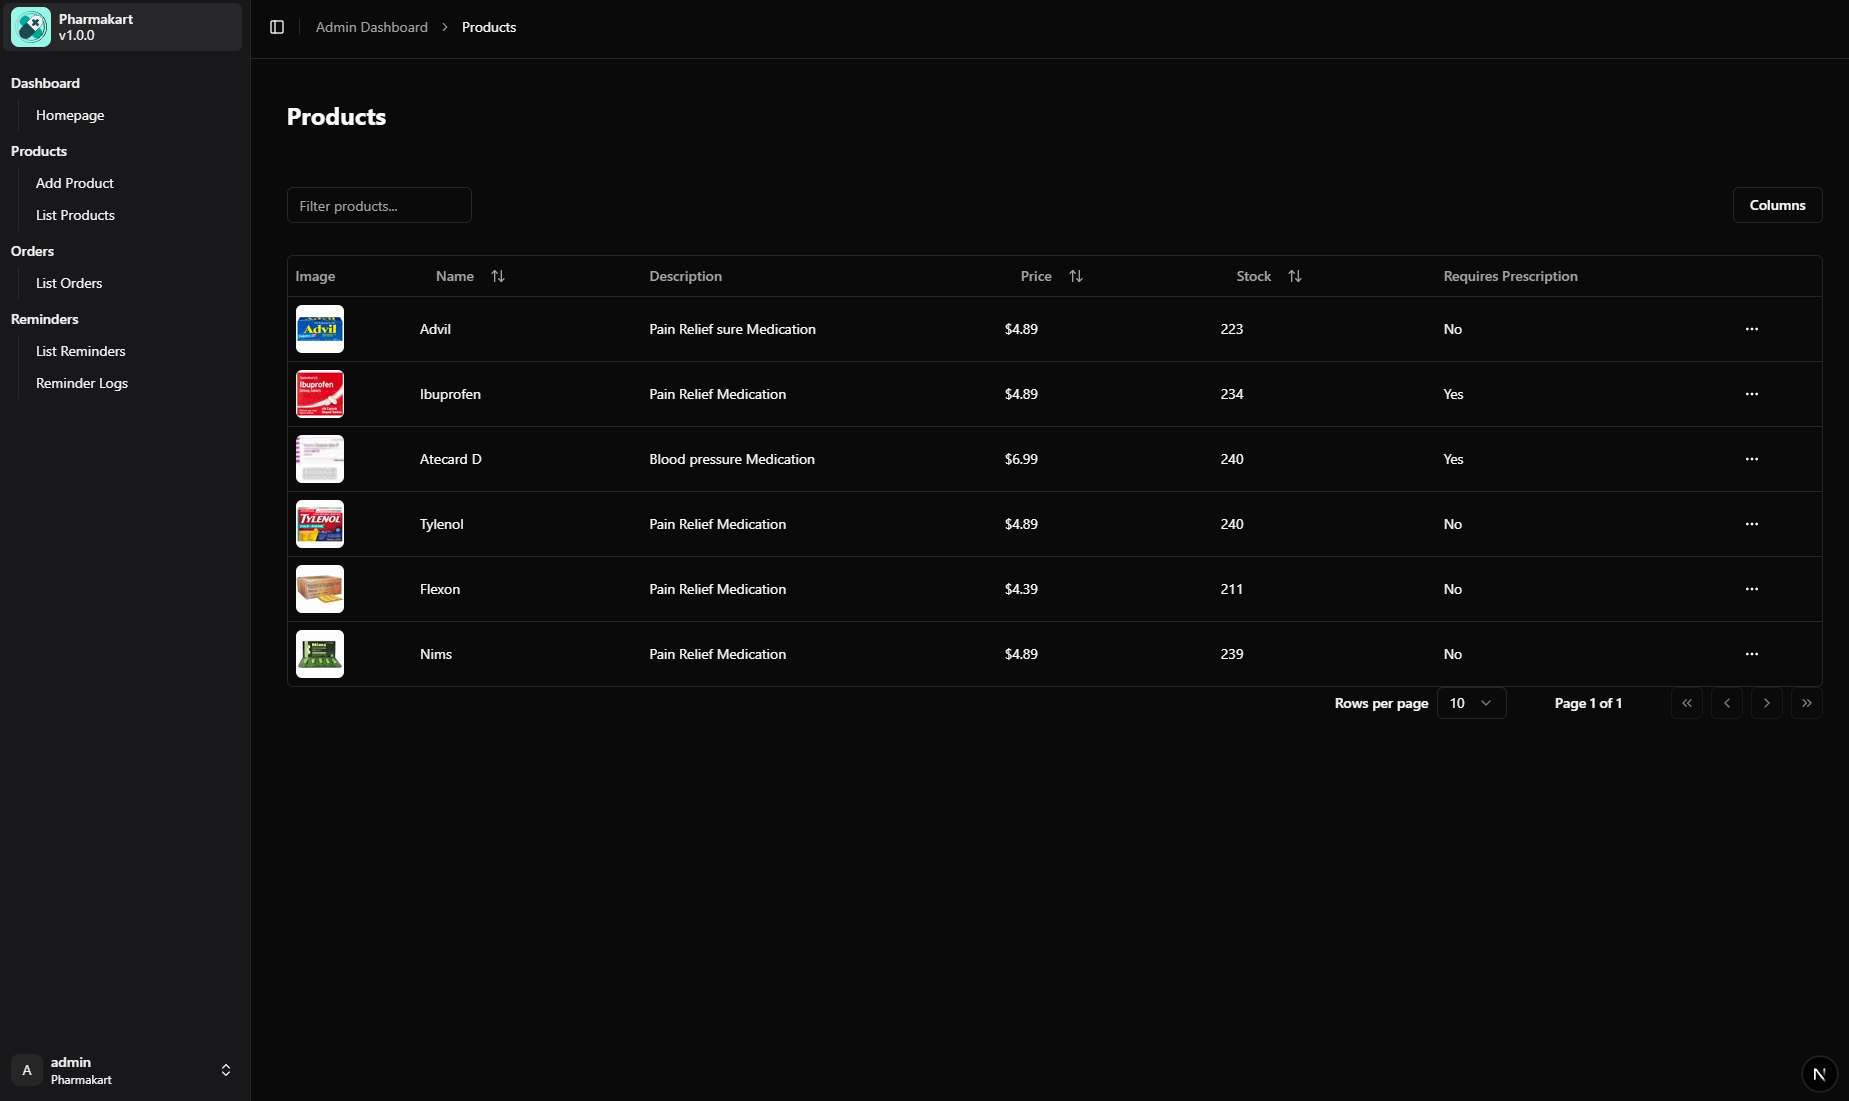 Pharmakart
v1.0.0
Dashboard
Homepage
Products
Add Product
List Products
Orders
List Orders
Reminders
List Reminders
Reminder Logs
admin
Pharmakart
A
Admin Dashboard > Products
Products
Filter products...
Columns
Image Name Description Price Stock Requires Prescription
Advil Advil Pain Relief sure Medication $4.89 223 No ...
Ibuprofen Ibuprofen Pain Relief Medication $4.89 234 Yes ...
Atecard D Blood pressure Medication $6.99 240 Yes ...
TYLENOL Tylenol Pain Relief Medication $4.89 240 No ...
Flexon Pain Relief Medication $4.39 211 No ...
Nims Nims Pain Relief Medication $4.89 239 No ...
Rows per page 10 Page 1 of 1 « < > »
N